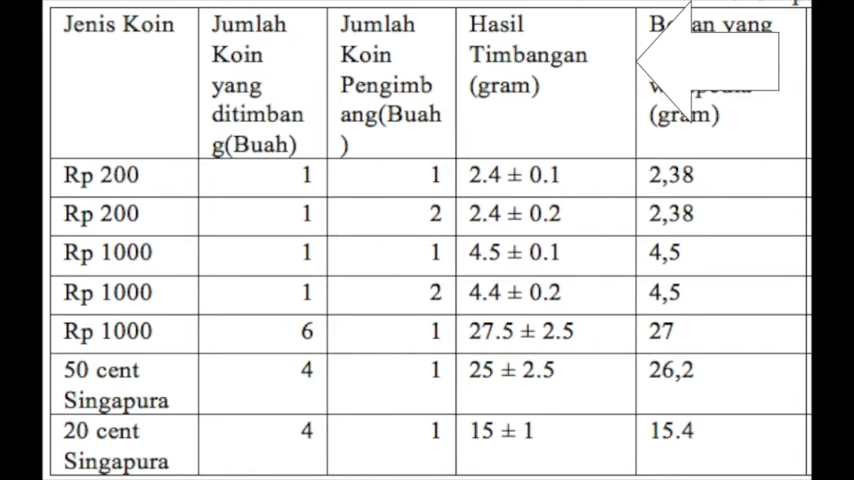 Jenis Koin
Jumlah
Koin
yang
ditimban
g(Buah)
Jumlah
Koin
Pengimb
ang(Buah
)
Hasil
Timbangan
(gram)
yang
(gram)
Rp 200 1 1 2.4 ± 0.1 2,38
Rp 200 1 2 2.4 ± 0.2 2,38
Rp 1000 1 1 4.5 ± 0.1 4,5
Rp 1000 1 2 4.4 ± 0.2 4,5
Rp 1000 6 1 27.5 ± 2.5 27
50 cent 4 1 25 ± 2.5 26,2
Singapura
20 cent 4 1 15 ± 1 15.4
Singapura